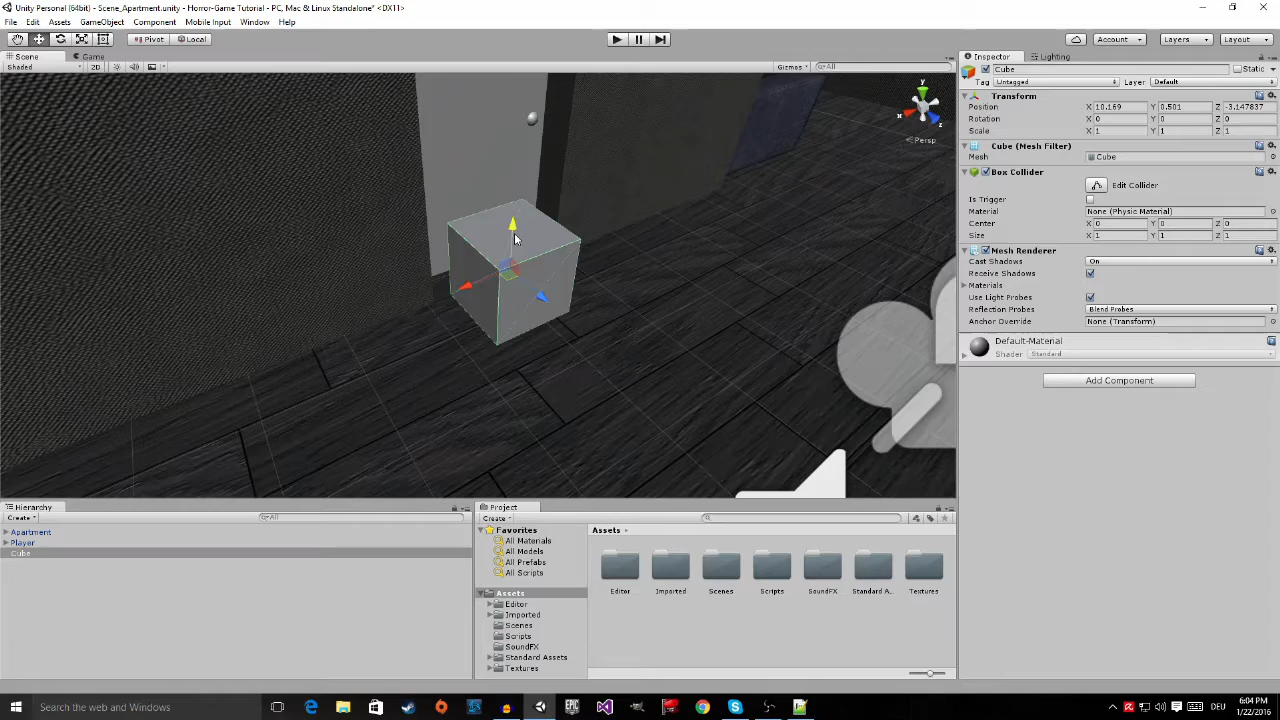 Unity Personal (64bit) - Scene_Apartment.unity - Horror-Game Tutorial - PC, Mac & Linux Standalone* <DX11>
File Edit Assets GameObject Component Mobile Input Window Help
Pivot Local Account Layers Layout
Scene Game
Shaded 2D Gizmos All
y
x
z
Persp
Inspector Lighting
Cube Static
Tag Untagged Layer Default
Transform
Position X 10.169 Y 0.501 Z -3.147837
Rotation X 0 Y 0 Z 0
Scale X 1 Y 1 Z 1
Cube (Mesh Filter)
Mesh Cube
Box Collider
Edit Collider
Is Trigger
Material None (Physic Material)
Center X 0 Y 0 Z 0
Size X 1 Y 1 Z 1
Mesh Renderer
Cast Shadows On
Receive Shadows
Materials
Use Light Probes
Reflection Probes Blend Probes
Anchor Override None (Transform)
Default-Material
Shader Standard
Add Component
Hierarchy
Create All
Apartment
Player
Cube
Project
Create
Favorites
All Materials
All Models
All Prefabs
All Scripts
Assets
Editor
Imported
Scenes
Scripts
SoundFX
Standard Assets
Textures
Assets
Editor Imported Scenes Scripts SoundFX Standard A... Textures
Search the web and Windows
EPIC
DEU
6:04 PM
1/22/2016